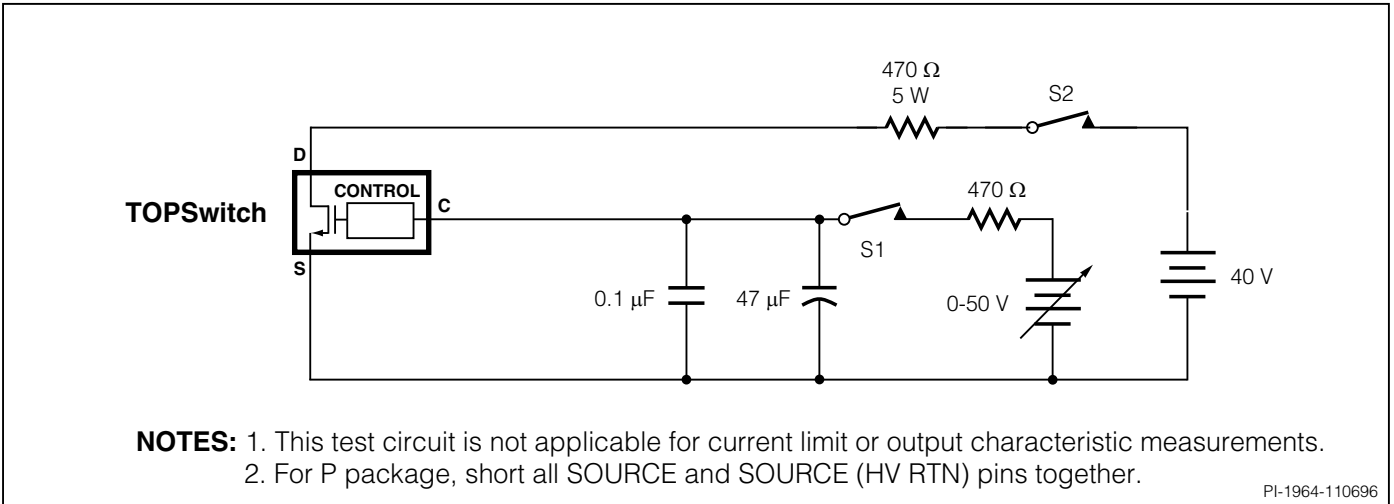 470 Ω
5 W
S2
D
CONTROL
470 Ω
TOPSwitch
C
S1
S
0.1 µF
47 µF
0-50 V
40 V
NOTES: 1. This test circuit is not applicable for current limit or output characteristic measurements.
2. For P package, short all SOURCE and SOURCE (HV RTN) pins together.
PI-1964-110696